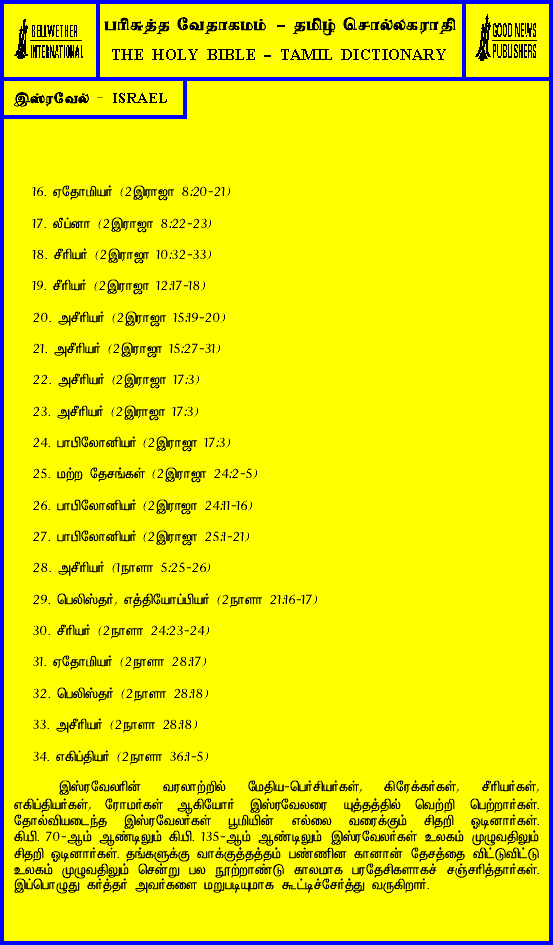 BELLWETHER
INTERNATIONAL
பரிசுத்த வேதாகமம் - தமிழ் சொல்லகராதி
THE HOLY BIBLE - TAMIL DICTIONARY
GOOD NEWS
PUBLISHERS
இஸ்ரவேல் - ISRAEL
16. ஏதோமியர் (2இராஜா 8:20-21)
17. லீப்னா (2இராஜா 8:22-23)
18. சீரியர் (2இராஜா 10:32-33)
19. சீரியர் (2இராஜா 12:17-18)
20. அசீரியர் (2இராஜா 15:19-20)
21. அசீரியர் (2இராஜா 15:27-31)
22. அசீரியர் (2இராஜா 17:3)
23. அசீரியர் (2இராஜா 17:3)
24. பாபிலோனியர் (2இராஜா 17:3)
25. மற்ற தேசங்கள் (2இராஜா 24:2-5)
26. பாபிலோனியர் (2இராஜா 24:11-16)
27. பாபிலோனியர் (2இராஜா 25:1-21)
28. அசீரியர் (1நாளா 5:25-26)
29. பெலிஸ்தர், எத்தியோப்பியர் (2நாளா 21:16-17)
30. சீரியர் (2நாளா 24:23-24)
31. ஏதோமியர் (2நாளா 28:17)
32. பெலிஸ்தர் (2நாளா 28:18)
33. அசீரியர் (2நாளா 28:18)
34. எகிப்தியர் (2நாளா 36:1-5)
இஸ்ரவேலரின் வரலாற்றில் மேதிய-பெர்சியர்கள், கிரேக்கர்கள், சீரியர்கள்,
எகிப்தியர்கள், ரோமர்கள் ஆகியோர் இஸ்ரவேலரை யுத்தத்தில் வெற்றி பெற்றார்கள்.
தோல்வியடைந்த இஸ்ரவேலர்கள் பூமியின் எல்லை வரைக்கும் சிதறி ஓடினார்கள்.
கி.பி. 70-ஆம் ஆண்டிலும் கி.பி. 135-ஆம் ஆண்டிலும் இஸ்ரவேலர்கள் உலகம் முழுவதிலும்
சிதறி ஓடினார்கள். தங்களுக்கு வாக்குத்தத்தம் பண்ணின கானான் தேசத்தை விட்டுவிட்டு
உலகம் முழுவதிலும் சென்று பல நூற்றாண்டு காலமாக பரதேசிகளாகச் சஞ்சரித்தார்கள்.
இப்பொழுது கர்த்தர் அவர்களை மறுபடியுமாக கூட்டிச்சேர்த்து வருகிறார்.